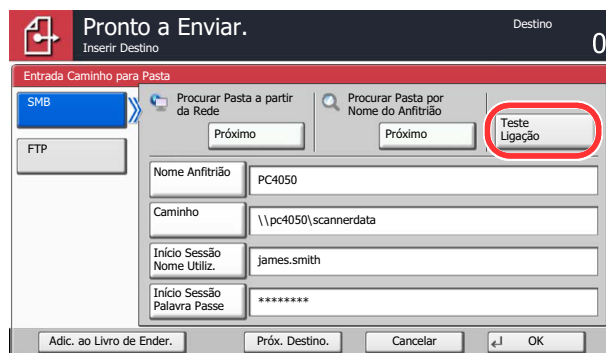 Pronto a Enviar.
Destino
Inserir Destino
0
Entrada Caminho para Pasta
SMB
Procurar Pasta a partir
da Rede
Próximo
Procurar Pasta por
Nome do Anfitrião
Próximo
Teste
Ligação
FTP
Nome Anfitrião
PC4050
Caminho
\\pc4050\scannerdata
Início Sessão
Nome Utiliz.
james.smith
Início Sessão
Palavra Passe
********
Adic. ao Livro de Ender.
Próx. Destino.
Cancelar
OK